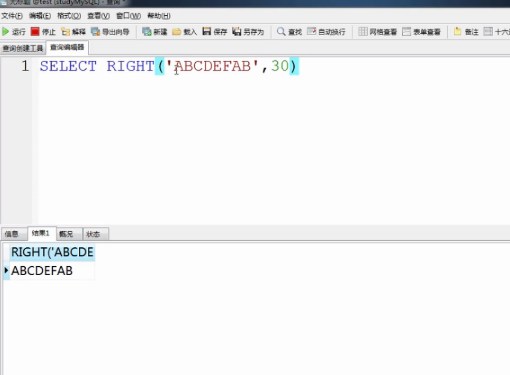 无标题 @test (studyMySQL) - 查询 *
文件(F) 编辑(E) 格式(O) 查看(V) 窗口(W) 帮助(H)
运行 停止 解释 导出向导 新建 载入 保存 另存为 查找 自动换行 网格查看 表单查看 备注 十六
查询创建工具 查询编辑器
1 SELECT RIGHT('ABCDEFAB',30)
信息 结果1 概况 状态
RIGHT('ABCDE
ABCDEFAB